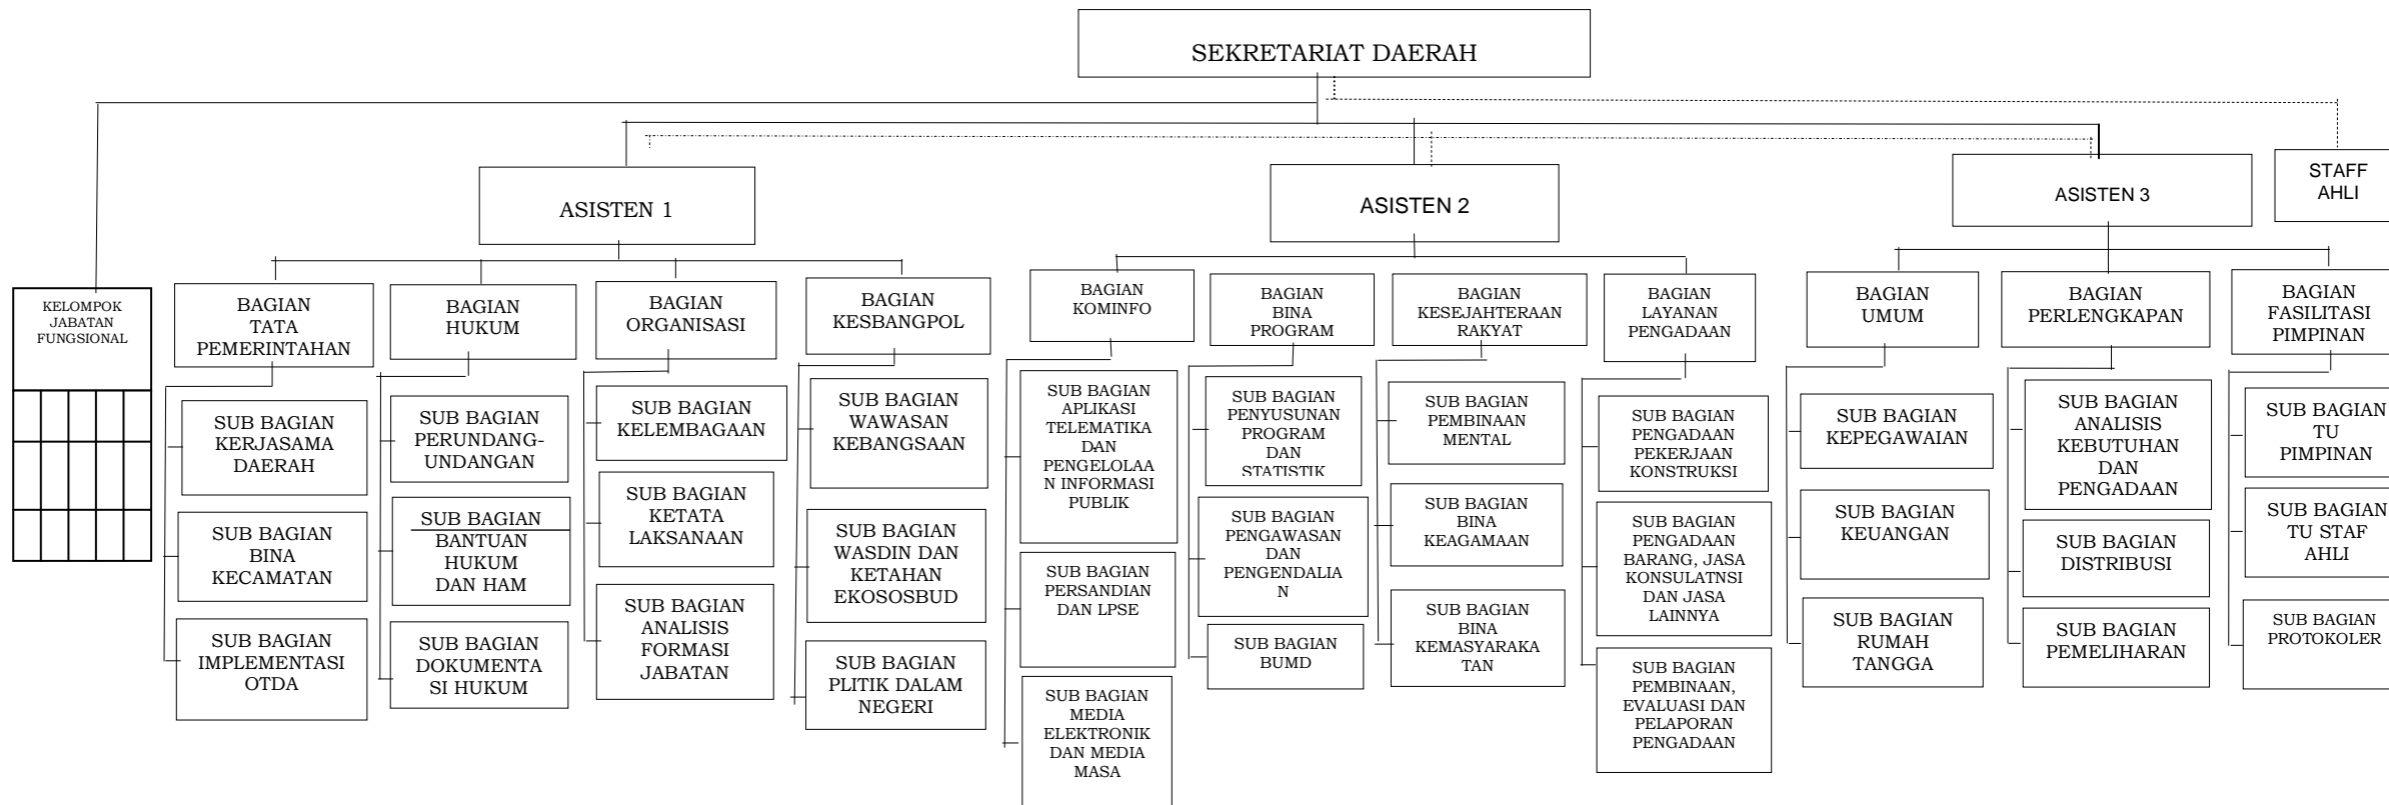 SEKRETARIAT DAERAH
STAFF
AHLI
ASISTEN 1
ASISTEN 2
ASISTEN 3
KELOMPOK
JABATAN
FUNGSIONAL
BAGIAN
TATA
PEMERINTAHAN
BAGIAN
HUKUM
BAGIAN
ORGANISASI
BAGIAN
KESBANGPOL
BAGIAN
KOMINFO
BAGIAN
BINA
PROGRAM
BAGIAN
KESEJAHTERAAN
RAKYAT
BAGIAN
LAYANAN
PENGADAAN
BAGIAN
UMUM
BAGIAN
PERLENGKAPAN
BAGIAN
FASILITASI
PIMPINAN
SUB BAGIAN
KERJASAMA
DAERAH
SUB BAGIAN
BINA
KECAMATAN
SUB BAGIAN
IMPLEMENTASI
OTDA
SUB BAGIAN
PERUNDANG-
UNDANGAN
SUB BAGIAN
BANTUAN
HUKUM
DAN HAM
SUB BAGIAN
DOKUMENTA
SI HUKUM
SUB BAGIAN
KELEMBAGAAN
SUB BAGIAN
KETATA
LAKSANAAN
SUB BAGIAN
ANALISIS
FORMASI
JABATAN
SUB BAGIAN
WAWASAN
KEBANGSAAN
SUB BAGIAN
WASDIN DAN
KETAHAN
EKOSOSBUD
SUB BAGIAN
PLITIK DALAM
NEGERI
SUB BAGIAN
APLIKASI
TELEMATIKA
DAN
PENGELOLAA
N INFORMASI
PUBLIK
SUB BAGIAN
PERSANDIAN
DAN LPSE
SUB BAGIAN
MEDIA
ELEKTRONIK
DAN MEDIA
MASA
SUB BAGIAN
PENYUSUNAN
PROGRAM
DAN
STATISTIK
SUB BAGIAN
PENGAWASAN
DAN
PENGENDALIA
N
SUB BAGIAN
BUMD
SUB BAGIAN
PEMBINAAN
MENTAL
SUB BAGIAN
BINA
KEAGAMAAN
SUB BAGIAN
BINA
KEMASYARAKA
TAN
SUB BAGIAN
PENGADAAN
PEKERJAAN
KONSTRUKSI
SUB BAGIAN
PENGADAAN
BARANG, JASA
KONSULATNSI
DAN JASA
LAINNYA
SUB BAGIAN
PEMBINAAN,
EVALUASI DAN
PELAPORAN
PENGADAAN
SUB BAGIAN
KEPEGAWAIAN
SUB BAGIAN
KEUANGAN
SUB BAGIAN
RUMAH
TANGGA
SUB BAGIAN
ANALISIS
KEBUTUHAN
DAN
PENGADAAN
SUB BAGIAN
DISTRIBUSI
SUB BAGIAN
PEMELIHARAN
SUB BAGIAN
TU
PIMPINAN
SUB BAGIAN
TU STAF
AHLI
SUB BAGIAN
PROTOKOLER